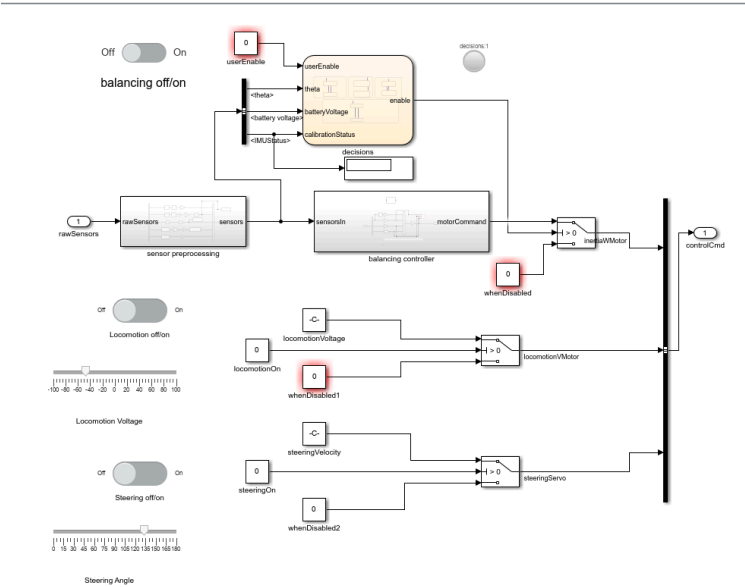 Off On
balancing off/on
0
userEnable
decisions:1
userEnable
theta
<theta>
enable
batteryVoltage
<battery voltage>
calibrationStatus
<IMUStatus>
decisions
1
rawSensors
rawSensors sensors
sensor preprocessing
sensorsIn motorCommand
balancing controller
> 0
inertiaWMotor
1
controlCmd
0
whenDisabled
Off On
Locomotion off/on
-C-
locomotionVoltage
0
locomotionOn
> 0
locomotionVMotor
0
whenDisabled1
-100 -80 -60 -40 -20 0 20 40 60 80 100
Locomotion Voltage
-C-
steeringVelocity
Off On
Steering off/on
0
steeringOn
> 0
steeringServo
0
whenDisabled2
0 15 30 45 60 75 90 105 120 135 150 165 180
Steering Angle